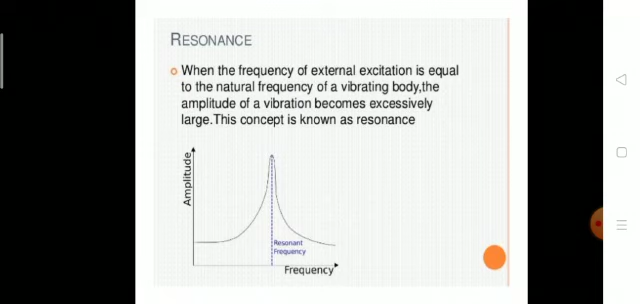 RESONANCE
When the frequency of external excitation is equal
to the natural frequency of a vibrating body,the
amplitude of a vibration becomes excessively
large.This concept is known as resonance
Amplitude
Resonant
Frequency
Frequency